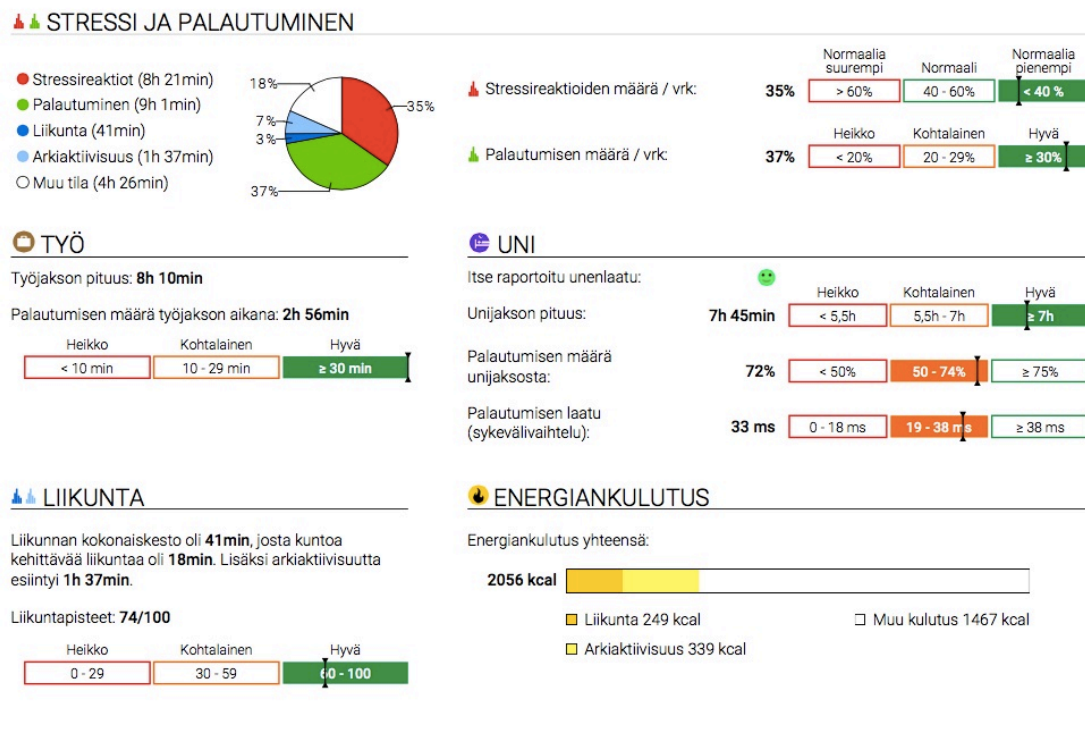 STRESSI JA PALAUTUMINEN
Stressireaktiot (8h 21min)
Palautuminen (9h 1min)
Liikunta (41min)
Arkiaktiivisuus (1h 37min)
Muu tila (4h 26min)
18%
7%
3%
37%
35%
Normaalia suurempi
Normaali
Normaalia pienempi
Stressireaktioiden määrä / vrk:
35%
> 60%
40 - 60%
< 40 %
Heikko
Kohtalainen
Hyvä
Palautumisen määrä / vrk:
37%
< 20%
20 - 29%
≥ 30%
TYÖ
Työjakson pituus: 8h 10min
Palautumisen määrä työjakson aikana: 2h 56min
Heikko
Kohtalainen
Hyvä
< 10 min
10 - 29 min
≥ 30 min
UNI
Itse raportoitu unenlaatu:
Heikko
Kohtalainen
Hyvä
Unijakson pituus:
7h 45min
< 5,5h
5,5h - 7h
≥ 7h
Palautumisen määrä
unijaksosta:
72%
< 50%
50 - 74%
≥ 75%
Palautumisen laatu
(sykevälivaihtelu):
33 ms
0 - 18 ms
19 - 38 ms
≥ 38 ms
LIIKUNTA
Liikunnan kokonaiskesto oli 41min, josta kuntoa
kehittävää liikuntaa oli 18min. Lisäksi arkiaktiivisuutta
esiintyi 1h 37min.
Liikuntapisteet: 74/100
Heikko
Kohtalainen
Hyvä
0 - 29
30 - 59
60 - 100
ENERGIANKULUTUS
Energiankulutus yhteensä:
2056 kcal
Liikunta 249 kcal
Muu kulutus 1467 kcal
Arkiaktiivisuus 339 kcal